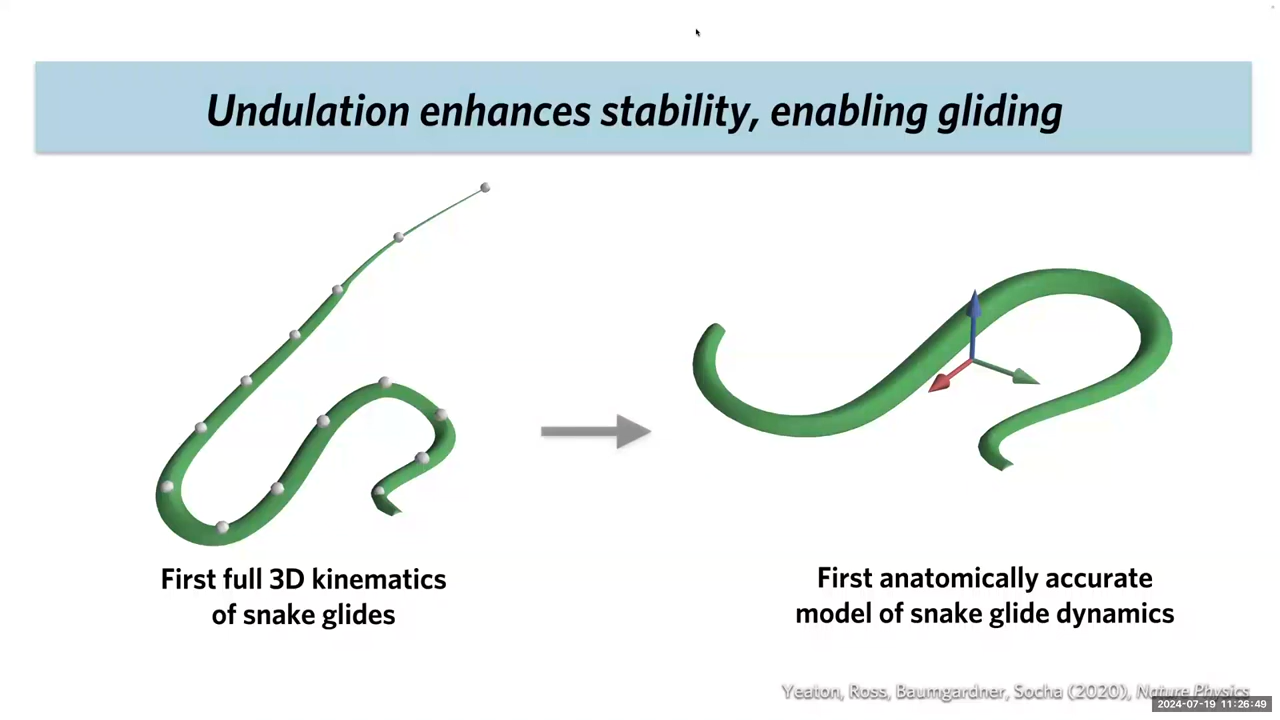 Undulation enhances stability, enabling gliding
First full 3D kinematics
of snake glides
First anatomically accurate
model of snake glide dynamics
Yeaton, Ross, Baumgardner, Socha (2020), Nature Physics
2024-07-19 11:26:49